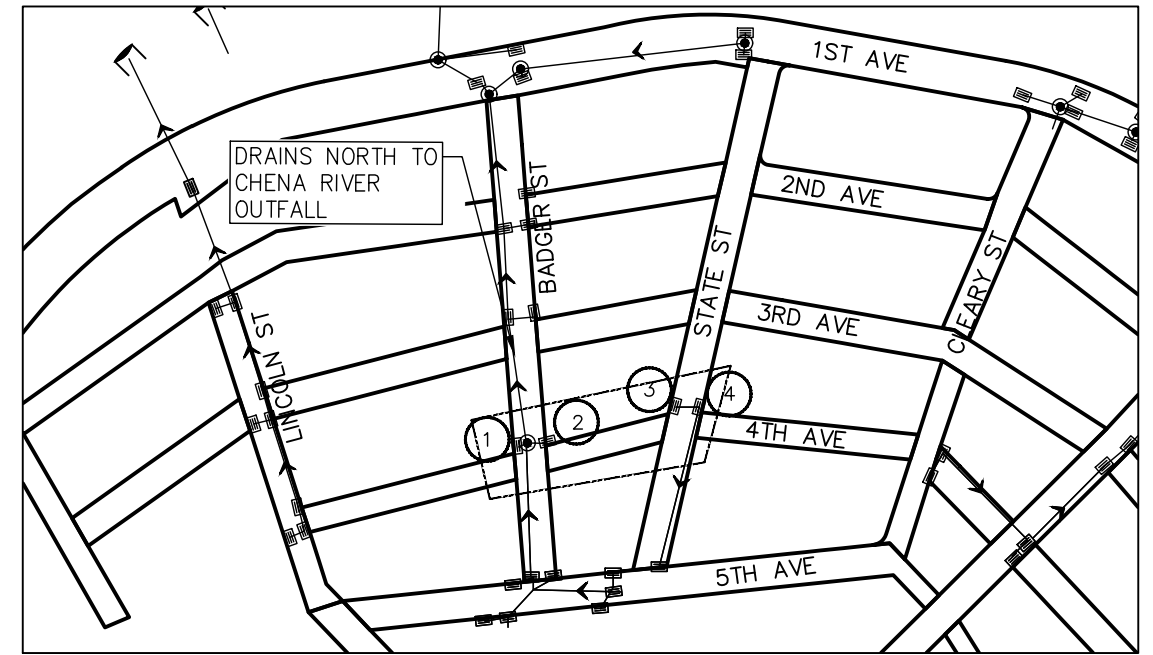 1ST AVE
DRAINS NORTH TO
CHENA RIVER
OUTFALL
BADGER ST
2ND AVE
STATE ST
CLEARY ST
3RD AVE
LINCOLN ST
1
2
3
4
4TH AVE
5TH AVE